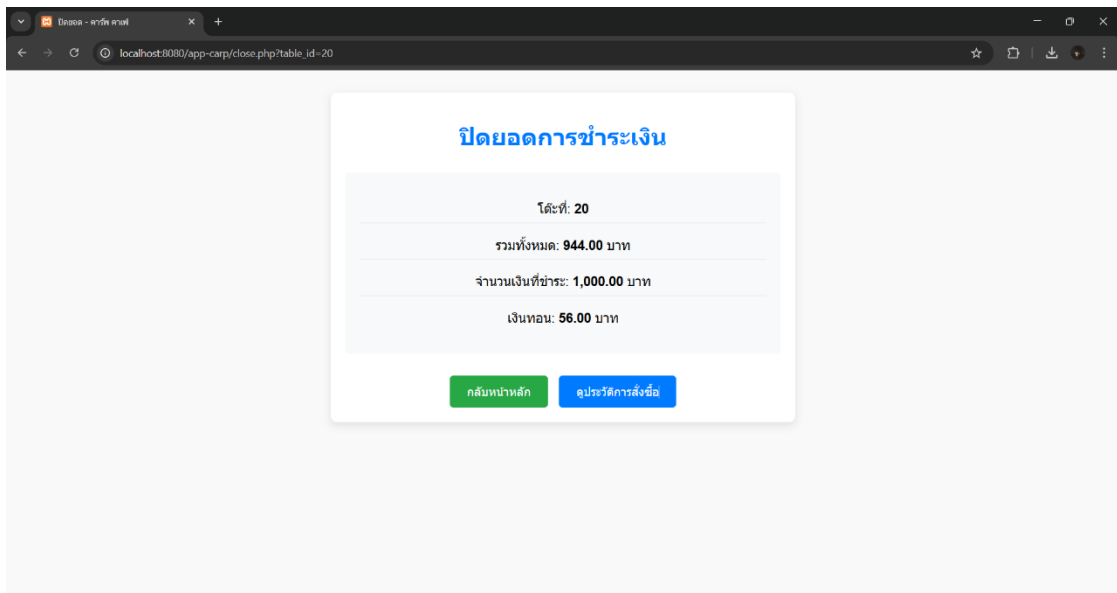 ปิดยอด - คาร์พ คาเฟ่
localhost:8080/app-carp/close.php?table_id=20
ปิดยอดการชำระเงิน
โต๊ะที่: 20
รวมทั้งหมด: 944.00 บาท
จำนวนเงินที่ชำระ: 1,000.00 บาท
เงินทอน: 56.00 บาท
กลับหน้าหลัก ดูประวัติการสั่งซื้อ